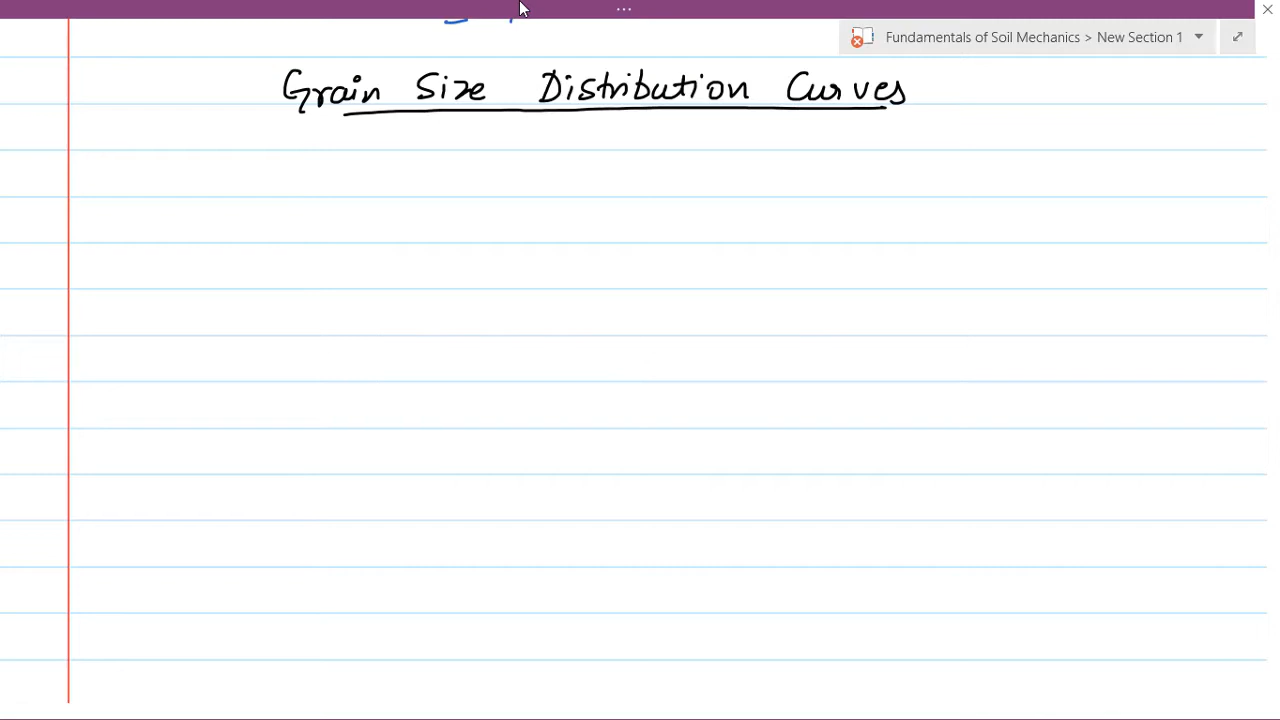 Fundamentals of Soil Mechanics > New Section 1
Grain Size Distribution Curves